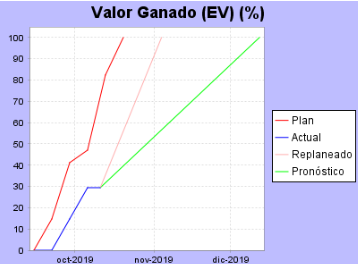 Valor Ganado (EV) (%)
100
90
80
70
60
50
40
30
20
10
0
oct-2019
nov-2019
dic-2019
Plan
Actual
Replaneado
Pronóstico